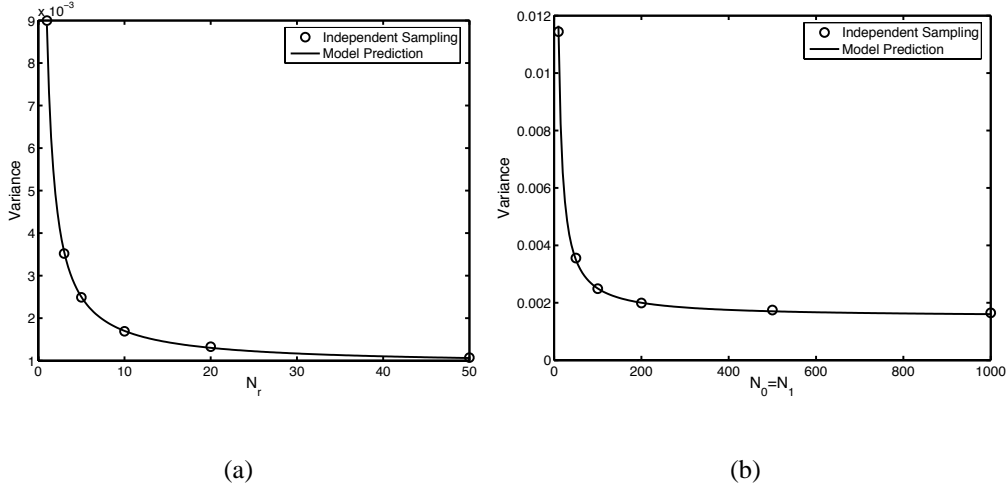 x 10⁻³
9
8
7
6
5
4
3
2
1
Variance
0 10 20 30 40 50
N_r
Independent Sampling
Model Prediction
(a)
0.012
0.01
0.008
0.006
0.004
0.002
0
Variance
0 200 400 600 800 1000
N_0=N_1
Independent Sampling
Model Prediction
(b)